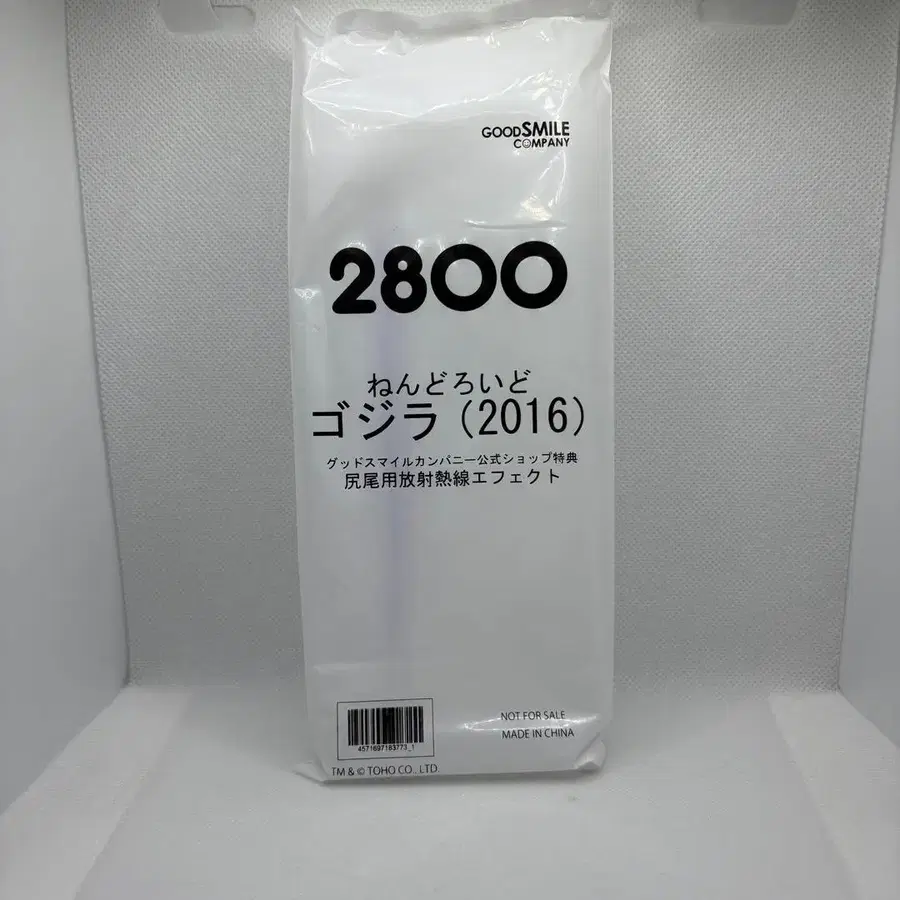 GOODSMILE
COMPANY
2800
ねんどろいど
ゴジラ(2016)
グッドスマイルカンパニー公式ショップ特典
尻尾用放射熱線エフェクト
4571697183773_1
NOT FOR SALE
MADE IN CHINA
TM & © TOHO CO., LTD.